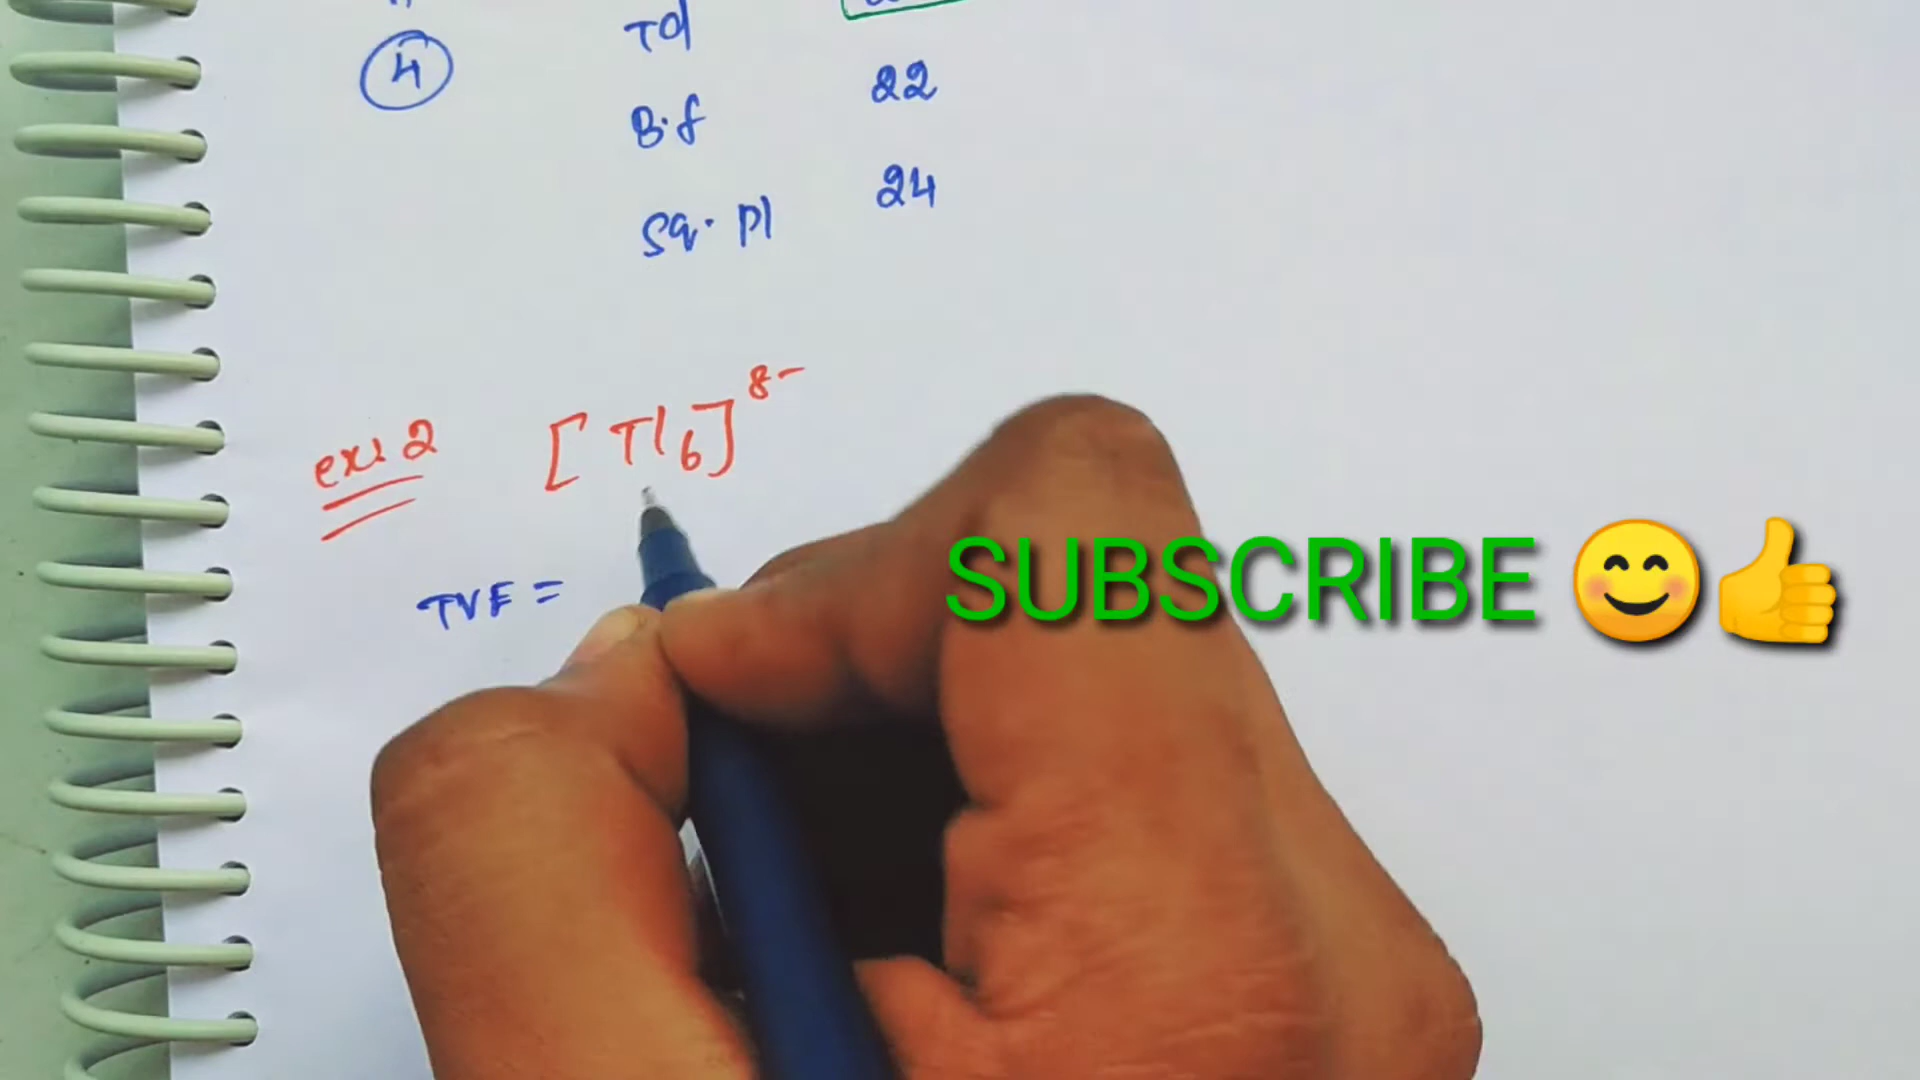 4
Td
B.f
22
Sq. Pl
24
ex: 2 [Tl6]8-
TVE =
SUBSCRIBE 😊👍